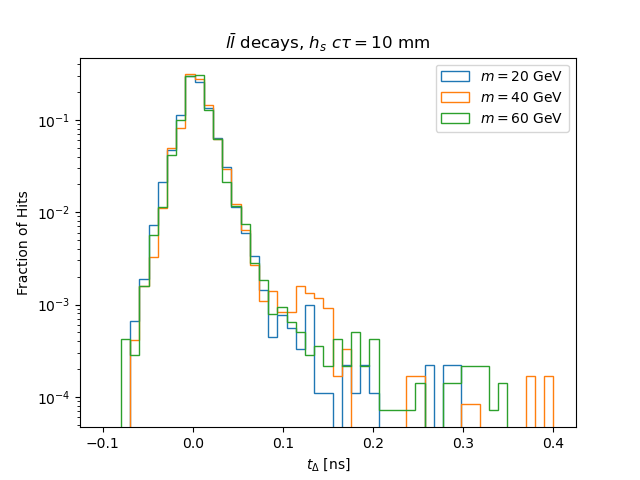 l̄l̄ decays, hₛ cτ = 10 mm
m = 20 GeV
m = 40 GeV
m = 60 GeV
Fraction of Hits
10⁻¹
10⁻²
10⁻³
10⁻⁴
−0.1 0.0 0.1 0.2 0.3 0.4
t_Δ [ns]